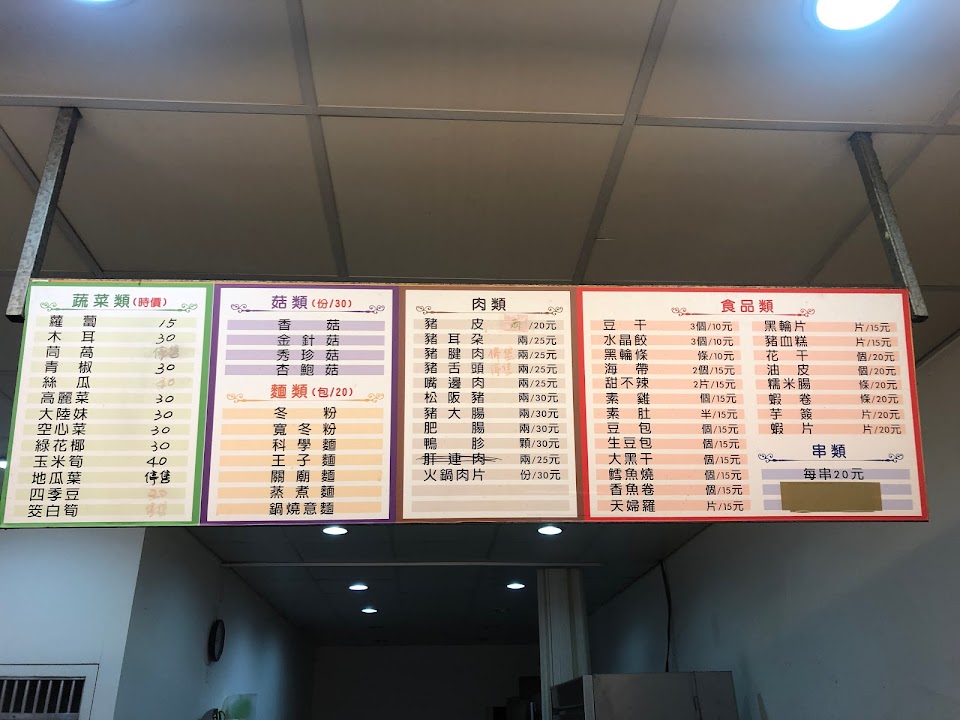 蔬菜類(時價)
蘿蔔 15
木耳 30
茼萵 停售
青椒 30
絲瓜 40
高麗菜 30
大陸妹 30
空心菜 30
綠花椰 30
玉米筍 40
地瓜葉 停售
四季豆
筊白筍
菇類(份/30)
香菇
金針菇
秀珍菇
杏鮑菇
麵類(包/20)
冬粉
寬冬粉
科學麵
王子麵
關廟麵
蒸煮麵
鍋燒意麵
肉類
豬皮 /20元
豬耳朵 兩/25元
豬腱肉 停售 兩/25元
豬舌頭 停售 兩/25元
嘴邊肉 兩/25元
松阪豬 兩/30元
豬大腸 兩/30元
肥腸 兩/30元
鴨胗 顆/30元
肝連肉 兩/25元
火鍋肉片 份/30元
食品類
豆干 3個/10元
水晶餃 3個/10元
黑輪條 條/10元
海帶 2個/15元
甜不辣 2片/15元
素雞 個/15元
素肚 半/15元
豆包 個/15元
生豆包 個/15元
大黑干 個/15元
鱈魚燒 個/15元
香魚卷 個/15元
天婦羅 片/15元
黑輪片 片/15元
豬血糕 片/15元
花干 個/20元
油皮 個/20元
糯米腸 條/20元
蝦卷 條/20元
芋簽 片/20元
蝦片 片/20元
串類
每串20元